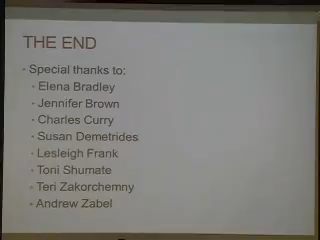 THE END
- Special thanks to:
- Elena Bradley
- Jennifer Brown
- Charles Curry
- Susan Demetrides
- Lesleigh Frank
- Toni Shumate
- Teri Zakorchemny
- Andrew Zabel